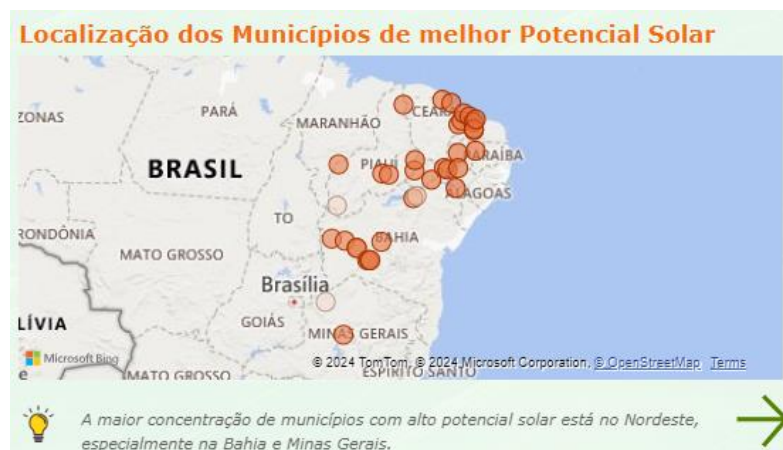 Localização dos Municípios de melhor Potencial Solar
ZONAS
PARÁ
MARANHÃO
CEARÁ
BRASIL
PIAUÍ
PARAÍBA
ALAGOAS
TO
RONDÔNIA
MATO GROSSO
BAHIA
Brasília
GOIÁS
LÍVIA
MINAS GERAIS
Microsoft Bing
© 2024 TomTom, © 2024 Microsoft Corporation, © OpenStreetMap Terms
MATO GROSSO
ESPÍRITO SANTO
A maior concentração de municípios com alto potencial solar está no Nordeste,
especialmente na Bahia e Minas Gerais.